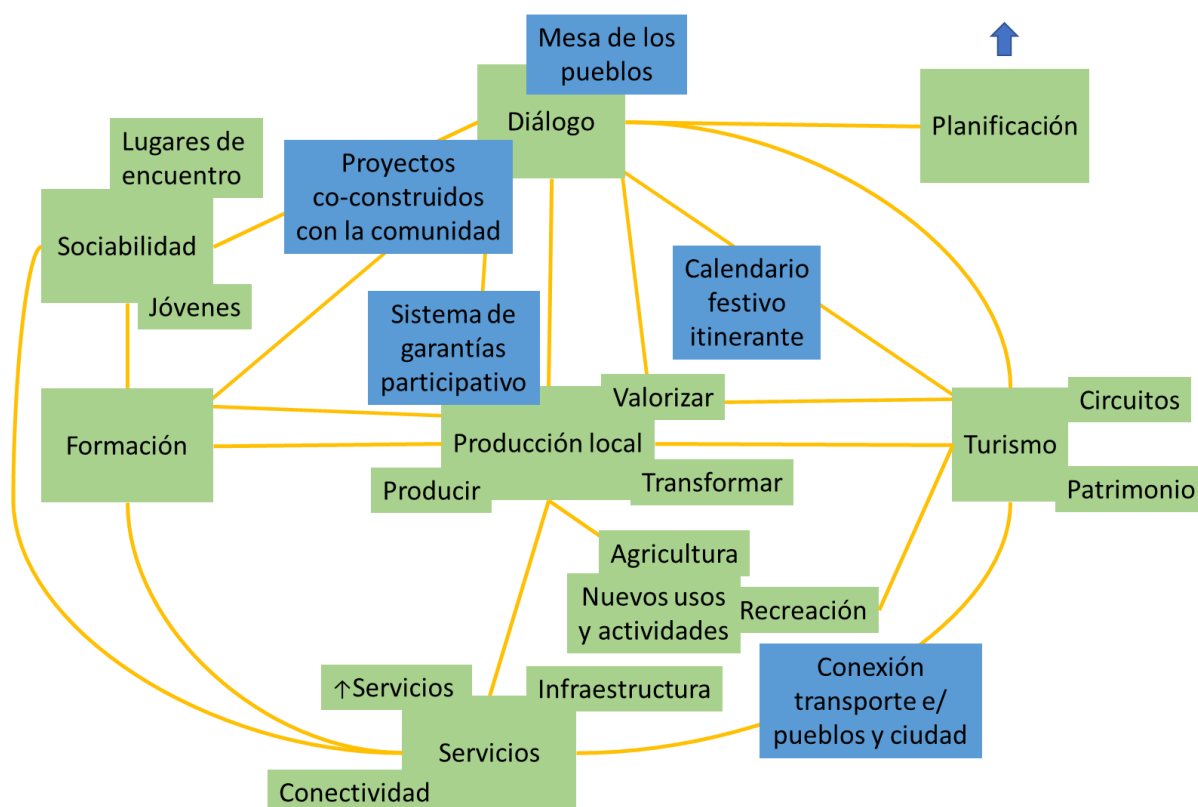 Mesa de los
pueblos
Diálogo
Planificación
Lugares de
encuentro
Sociabilidad
Jóvenes
Proyectos
co-construidos
con la comunidad
Calendario
festivo
itinerante
Sistema de
garantías
participativo
Formación
Valorizar
Producción local
Producir
Transformar
Circuitos
Turismo
Patrimonio
Agricultura
Nuevos usos
y actividades
Recreación
↑Servicios
Infraestructura
Servicios
Conectividad
Conexión
transporte e/
pueblos y ciudad